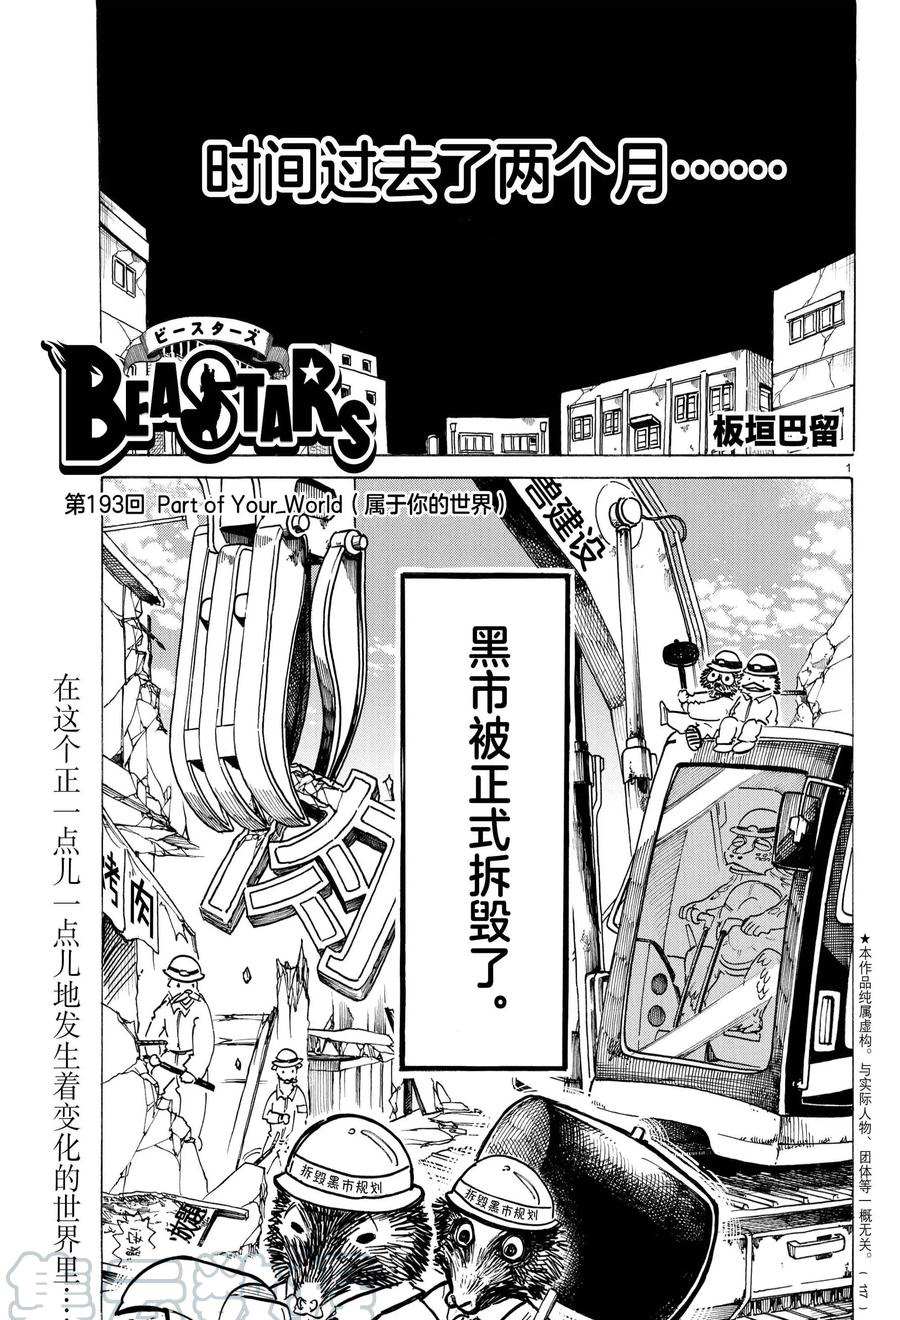 时间过去了两个月……
ビースターズ
BEASTARS
板垣巴留
1
第193回 Part of Your World（属于你的世界）
兽建设
黑市被正式拆毁了。
在这个正一点儿一点儿地发生着变化的世界里……
烤肉
拆毁黑市规划
拆毁黑市规划
★本作品纯属虚构。与实际人物、团体等一概无关。
（117）